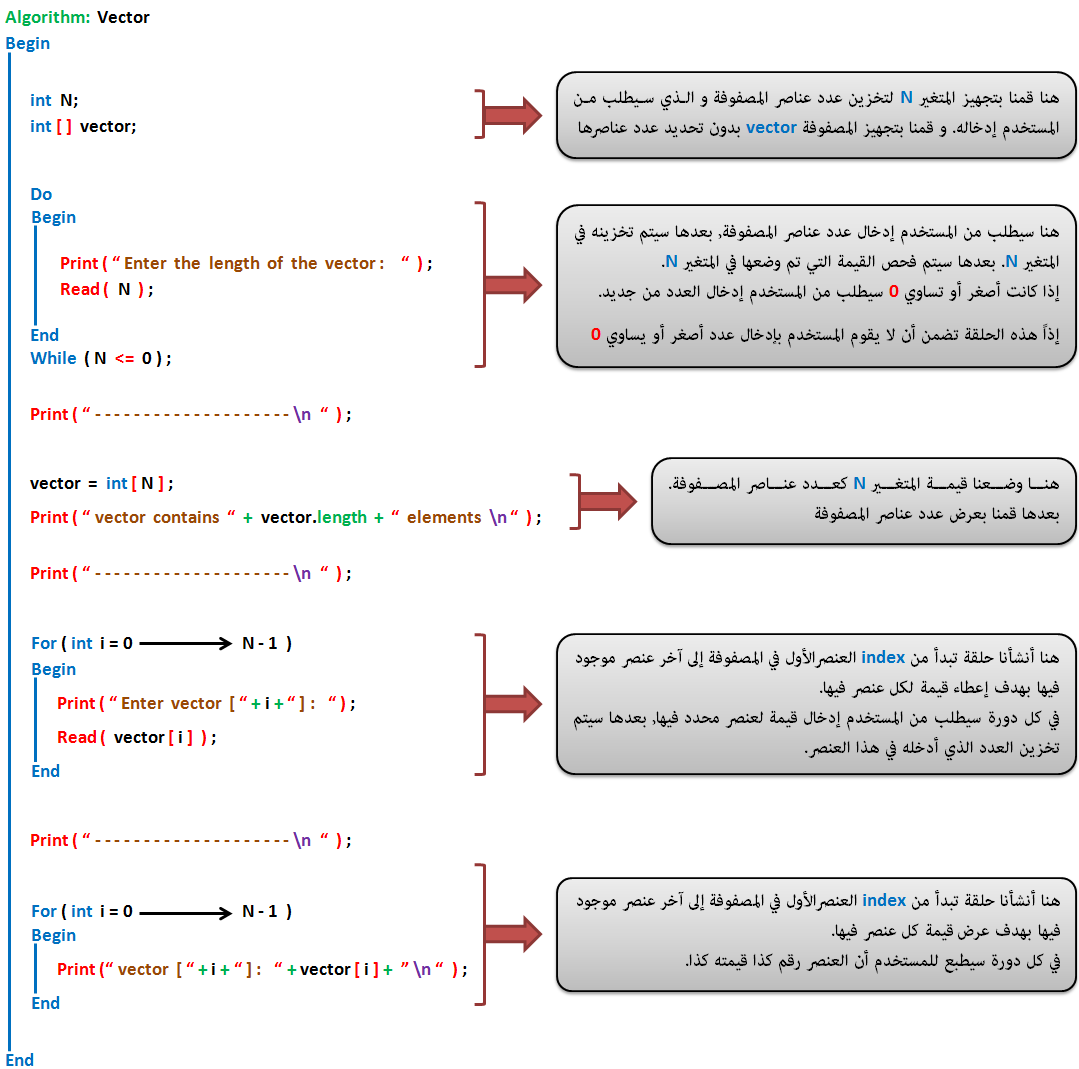 Algorithm: Vector
Begin
int N;
int [ ] vector;
هنا قمنا بتجهيز المتغير N لتخزين عدد عناصر المصفوفة و الـذي سـيطلب مـن
المستخدم إدخاله. و قمنا بتجهيز المصفوفة vector بدون تحديد عدد عناصرها
Do
Begin
Print ( “ Enter the length of the vector : “ ) ;
Read ( N ) ;
End
While ( N <= 0 ) ;
هنا سيطلب من المستخدم إدخال عدد عناصر المصفوفة, بعدها سيتم تخزينه في
المتغير N. بعدها سيتم فحص القيمة التي تم وضعها في المتغير N.
إذا كانت أصغر أو تساوي 0 سيطلب من المستخدم إدخال العدد من جديد.
إذاً هذه الحلقة تضمن أن لا يقوم المستخدم بإدخال عدد أصغر أو يساوي 0
Print ( “ - - - - - - - - - - - - - - - - - - - - \n “ ) ;
vector = int [ N ] ;
Print ( “ vector contains “ + vector.length + “ elements \n “ ) ;
هنـــا وضـــعنا قيمـــة المتغـــير N كعـــدد عنـــاصر المصـــفوفة.
بعدها قمنا بعرض عدد عناصر المصفوفة
Print ( “ - - - - - - - - - - - - - - - - - - - - \n “ ) ;
For ( int i = 0 ⟶ N - 1 )
Begin
Print ( “ Enter vector [ “ + i + “ ] : “ ) ;
Read ( vector [ i ] ) ;
End
هنا أنشأنا حلقة تبدأ من index العنصرالأول في المصفوفة إلى آخر عنصر موجود
فيها بهدف إعطاء قيمة لكل عنصر فيها.
في كل دورة سيطلب من المستخدم إدخال قيمة لعنصر محدد فيها, بعدها سيتم
تخزين العدد الذي أدخله في هذا العنصر.
Print ( “ - - - - - - - - - - - - - - - - - - - - \n “ ) ;
For ( int i = 0 ⟶ N - 1 )
Begin
Print (“ vector [ “ + i + “ ] : “ + vector [ i ] + ” \n “ ) ;
End
هنا أنشأنا حلقة تبدأ من index العنصرالأول في المصفوفة إلى آخر عنصر موجود
فيها بهدف عرض قيمة كل عنصر فيها.
في كل دورة سيطبع للمستخدم أن العنصر رقم كذا قيمته كذا.
End